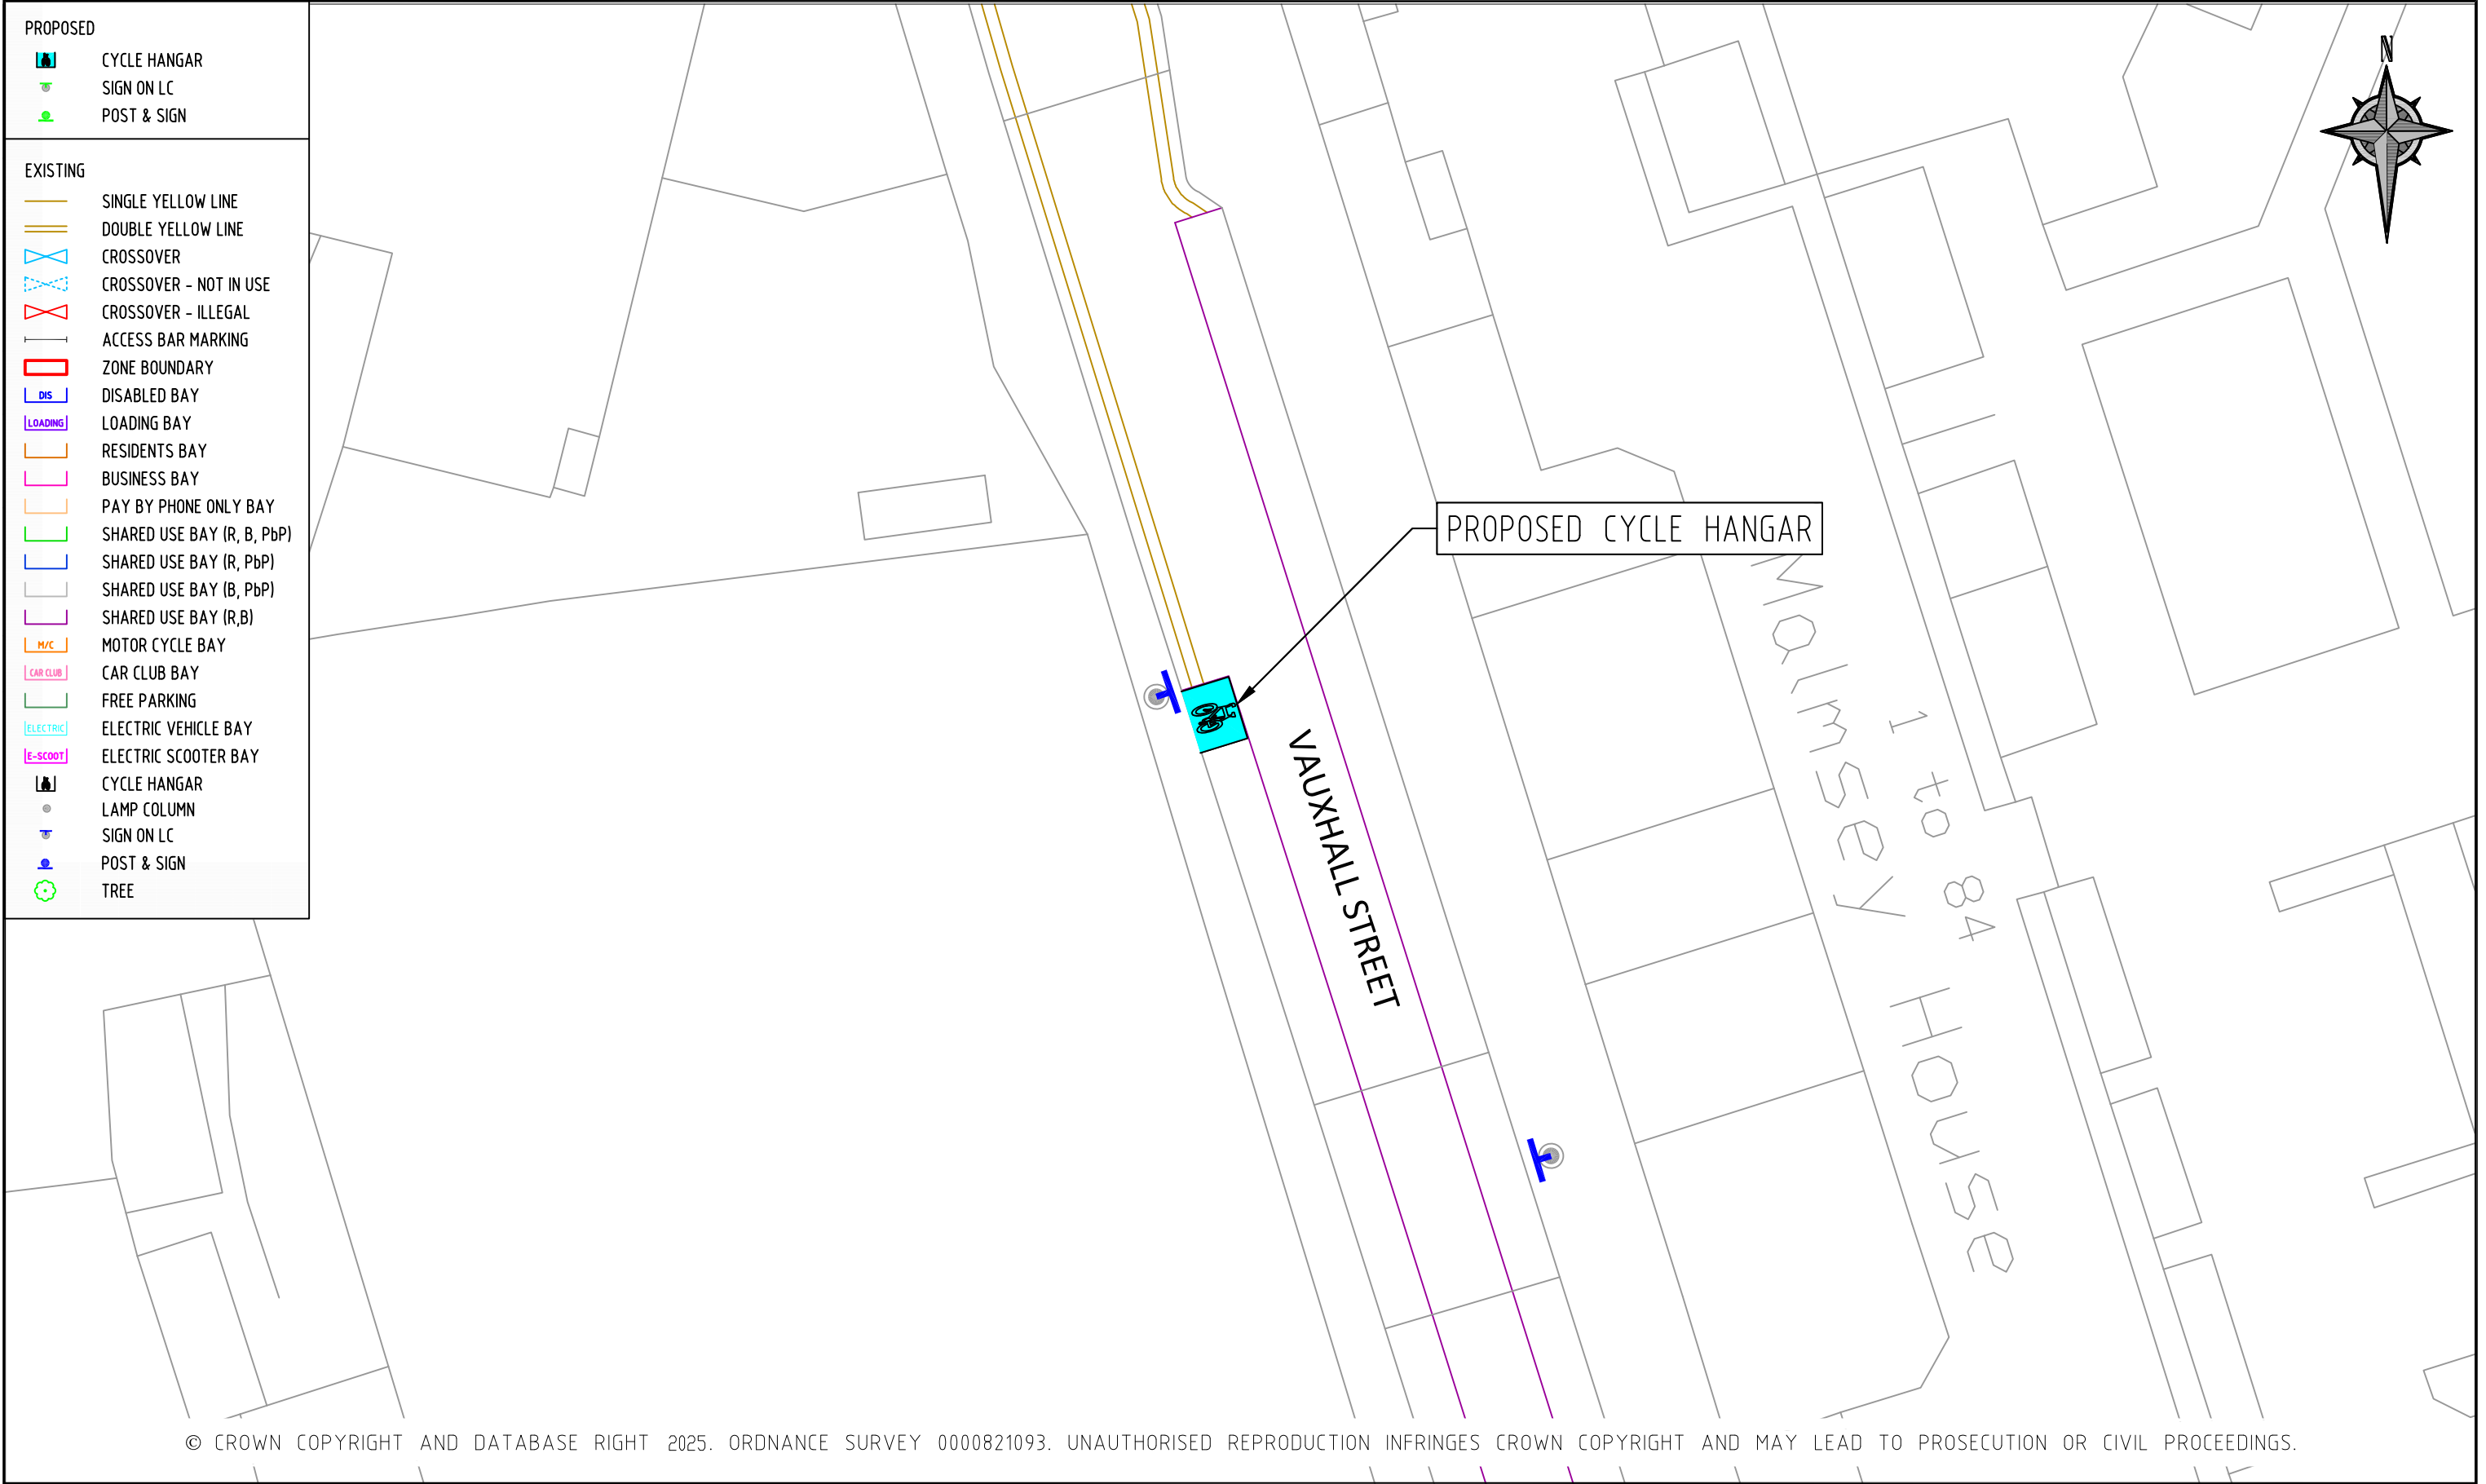 PROPOSED
CYCLE HANGAR
SIGN ON LC
POST & SIGN
EXISTING
SINGLE YELLOW LINE
DOUBLE YELLOW LINE
CROSSOVER
CROSSOVER - NOT IN USE
CROSSOVER - ILLEGAL
ACCESS BAR MARKING
ZONE BOUNDARY
DIS DISABLED BAY
LOADING LOADING BAY
RESIDENTS BAY
BUSINESS BAY
PAY BY PHONE ONLY BAY
SHARED USE BAY (R, B, PbP)
SHARED USE BAY (R, PbP)
SHARED USE BAY (B, PbP)
SHARED USE BAY (R,B)
M/C MOTOR CYCLE BAY
CAR CLUB CAR CLUB BAY
FREE PARKING
ELECTRIC ELECTRIC VEHICLE BAY
E-SCOOT ELECTRIC SCOOTER BAY
CYCLE HANGAR
LAMP COLUMN
SIGN ON LC
POST & SIGN
TREE
N
PROPOSED CYCLE HANGAR
VAUXHALL STREET
Malmsey House
1 to 84
© CROWN COPYRIGHT AND DATABASE RIGHT 2025. ORDNANCE SURVEY 0000821093. UNAUTHORISED REPRODUCTION INFRINGES CROWN COPYRIGHT AND MAY LEAD TO PROSECUTION OR CIVIL PROCEEDINGS.